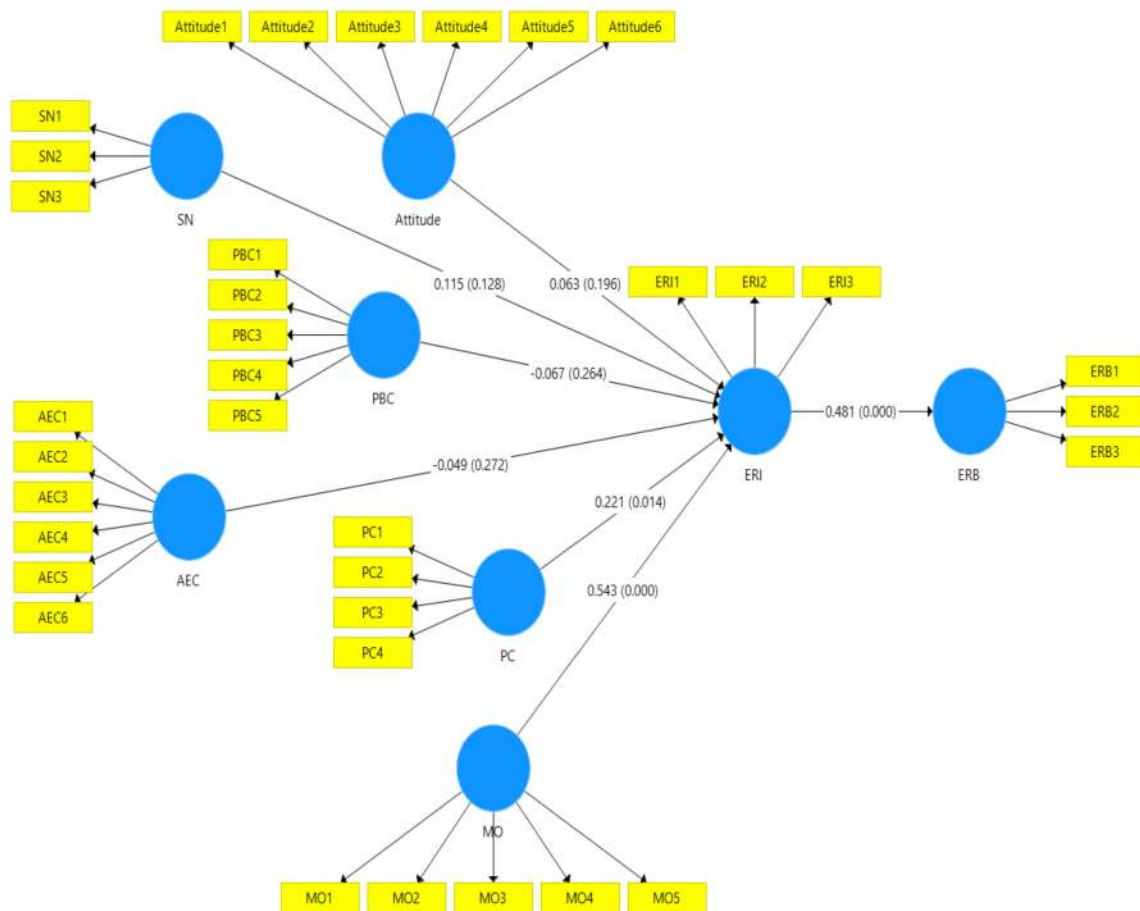 Attitude1
Attitude2
Attitude3
Attitude4
Attitude5
Attitude6
SN1
SN2
SN3
SN
Attitude
PBC1
PBC2
PBC3
PBC4
PBC5
PBC
0.115 (0.128)
0.063 (0.196)
-0.067 (0.264)
ERI1
ERI2
ERI3
ERI
0.481 (0.000)
ERB1
ERB2
ERB3
ERB
AEC1
AEC2
AEC3
AEC4
AEC5
AEC6
AEC
-0.049 (0.272)
PC1
PC2
PC3
PC4
PC
0.221 (0.014)
0.543 (0.000)
MO
MO1
MO2
MO3
MO4
MO5